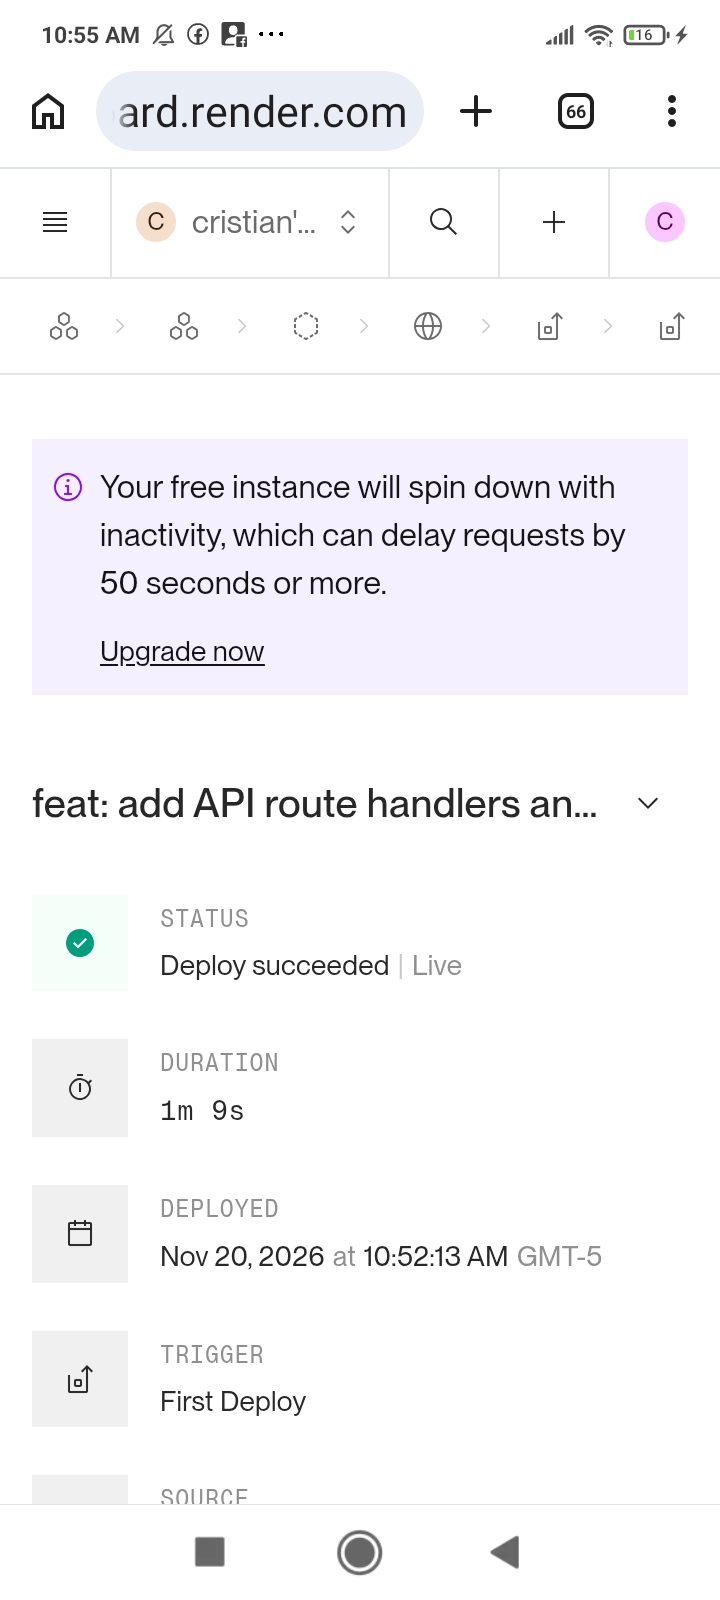 10:55 AM
16
ard.render.com
66
C cristian'...
C
Your free instance will spin down with
inactivity, which can delay requests by
50 seconds or more.
Upgrade now
feat: add API route handlers an...
STATUS
Deploy succeeded | Live
DURATION
1m 9s
DEPLOYED
Nov 20, 2026 at 10:52:13 AM GMT-5
TRIGGER
First Deploy
SOURCE